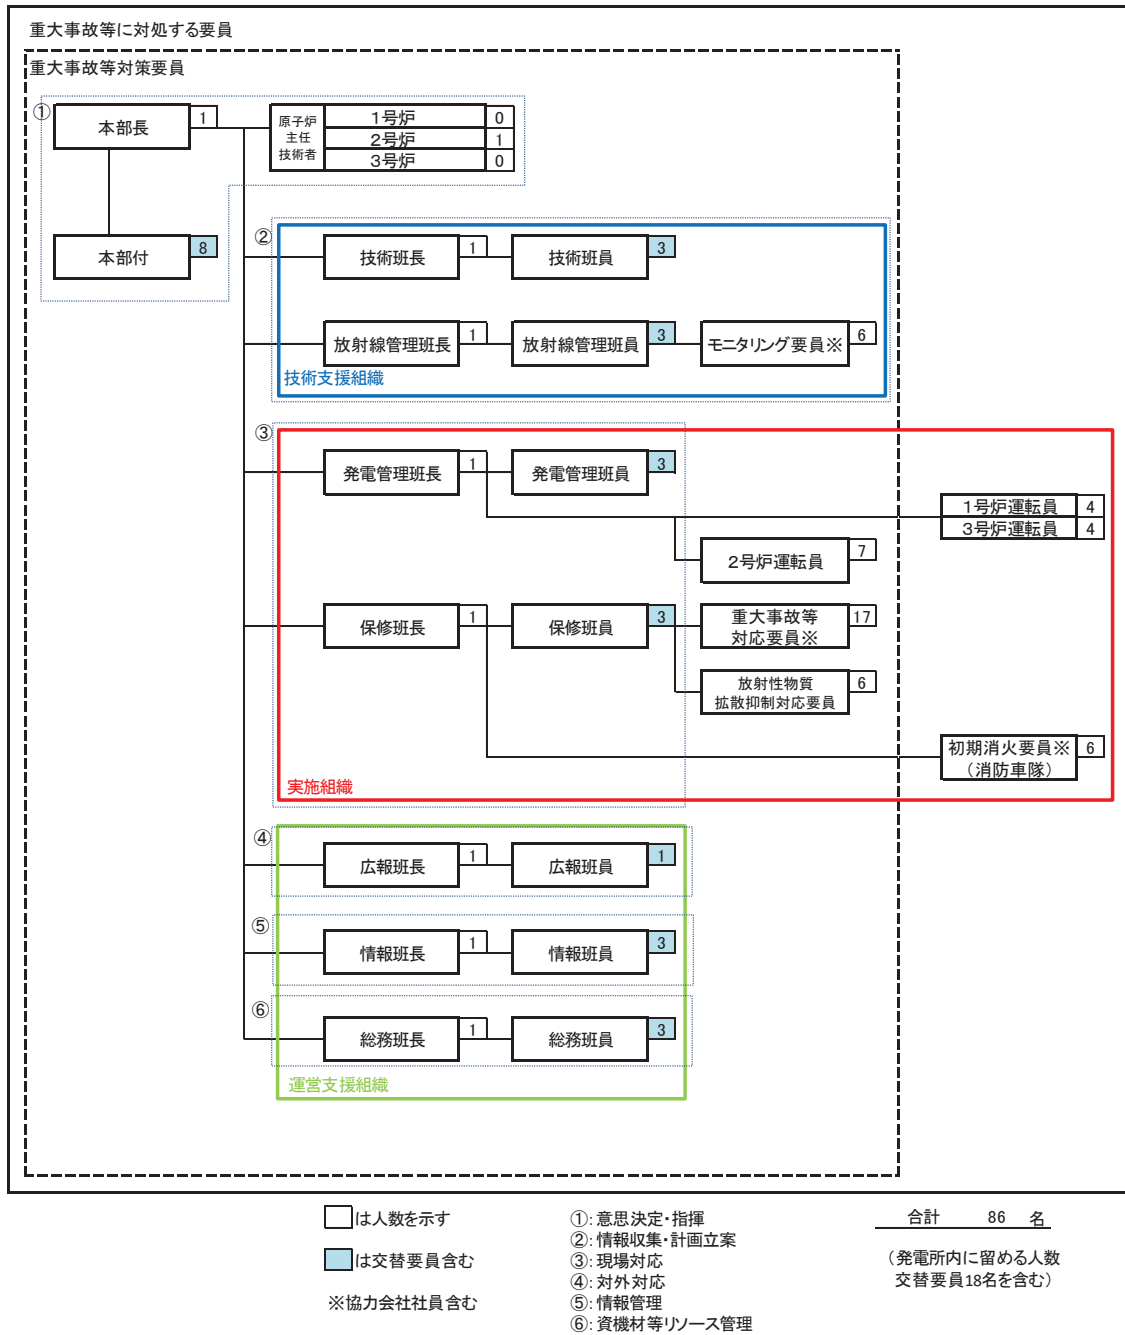 重大事故等に対処する要員
重大事故等対策要員
①
本部長
1
原子炉
主任
技術者
1号炉
0
2号炉
1
3号炉
0
本部付
8
②
技術班長
1
技術班員
3
放射線管理班長
1
放射線管理班員
3
モニタリング要員※
6
技術支援組織
③
発電管理班長
1
発電管理班員
3
1号炉運転員
4
3号炉運転員
4
2号炉運転員
7
保修班長
1
保修班員
3
重大事故等
対応要員※
17
放射性物質
拡散抑制対応要員
6
初期消火要員※
(消防車隊)
6
実施組織
④
広報班長
1
広報班員
1
⑤
情報班長
1
情報班員
3
⑥
総務班長
1
総務班員
3
運営支援組織
は人数を示す
は交替要員含む
※協力会社社員含む
①:意思決定・指揮
②:情報収集・計画立案
③:現場対応
④:対外対応
⑤:情報管理
⑥:資機材等リソース管理
合計 86 名
(発電所内に留める人数
交替要員18名を含む)